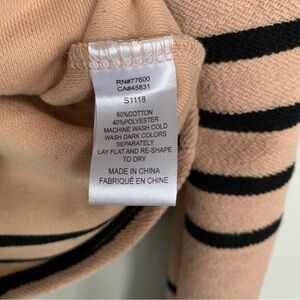 RN#77600
CA#45831
S1118
60%COTTON
40%POLYESTER
MACHINE WASH COLD
WASH DARK COLORS
SEPARATELY
LAY FLAT AND RE-SHAPE
TO DRY
MADE IN CHINA
FABRIQUÉ EN CHINE